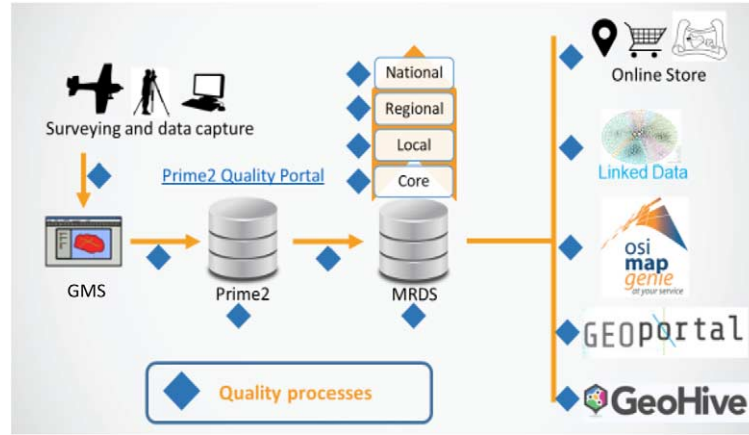 Surveying and data capture
GMS
Prime2 Quality Portal
Prime2
National
Regional
Local
Core
MRDS
Online Store
Linked Data
osi
map
genie
at your service
GEOPORTAL
GeoHive
Quality processes